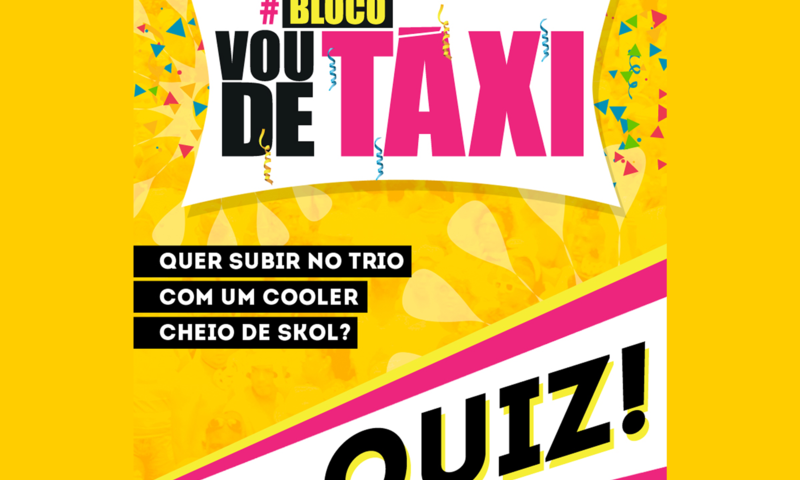 #BLOCO
VOU
DE TÁXI
QUER SUBIR NO TRIO
COM UM COOLER
CHEIO DE SKOL?
QUIZ!